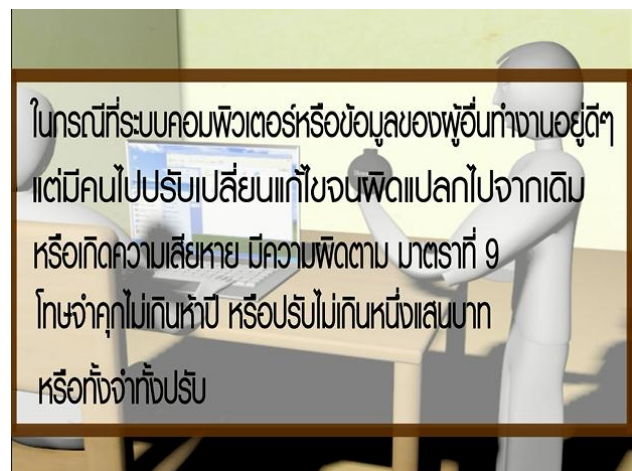 ในกรณีที่ระบบคอมพิวเตอร์หรือข้อมูลของผู้อื่นทำงานอยู่ดีๆ
แต่มีคนไปปรับเปลี่ยนแก้ไขจนผิดแปลกไปจากเดิม
หรือเกิดความเสียหาย มีความผิดตาม มาตราที่ 9
โทษจำคุกไม่เกินห้าปี หรือปรับไม่เกินหนึ่งแสนบาท
หรือทั้งจำทั้งปรับ